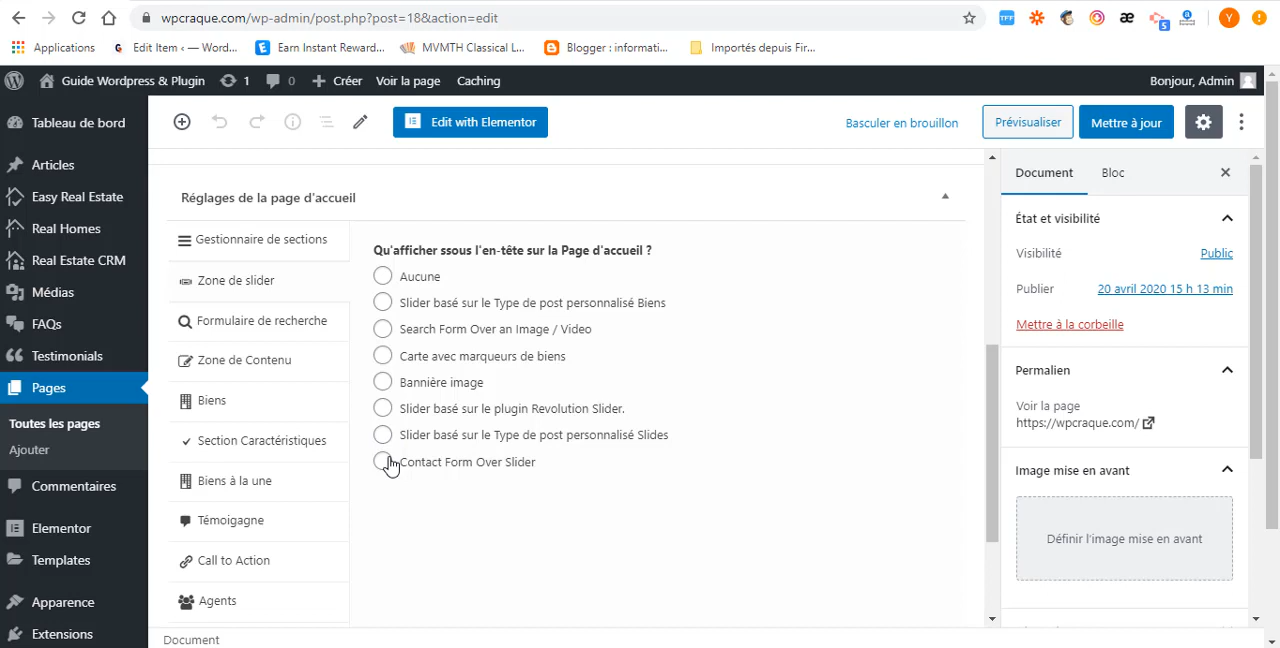 wpcraque.com/wp-admin/post.php?post=18&action=edit
TFF
æ
5
Y
Applications
G Edit Item ‹ — Word...
Earn Instant Reward...
MVMTH Classical L...
Blogger : informati...
Importés depuis Fir...
Guide Wordpress & Plugin
1
0
Créer
Voir la page
Caching
Bonjour, Admin
Tableau de bord
Articles
Easy Real Estate
Real Homes
Real Estate CRM
Médias
FAQs
Testimonials
Pages
Toutes les pages
Ajouter
Commentaires
Elementor
Templates
Apparence
Extensions
Edit with Elementor
Basculer en brouillon
Prévisualiser
Mettre à jour
Réglages de la page d'accueil
Gestionnaire de sections
Zone de slider
Formulaire de recherche
Zone de Contenu
Biens
Section Caractéristiques
Biens à la une
Témoigagne
Call to Action
Agents
Qu'afficher ssous l'en-tête sur la Page d'accueil ?
Aucune
Slider basé sur le Type de post personnalisé Biens
Search Form Over an Image / Video
Carte avec marqueurs de biens
Bannière image
Slider basé sur le plugin Revolution Slider.
Slider basé sur le Type de post personnalisé Slides
Contact Form Over Slider
Document
Document
Bloc
État et visibilité
Visibilité
Public
Publier
20 avril 2020 15 h 13 min
Mettre à la corbeille
Permalien
Voir la page
https://wpcraque.com/
Image mise en avant
Définir l'image mise en avant